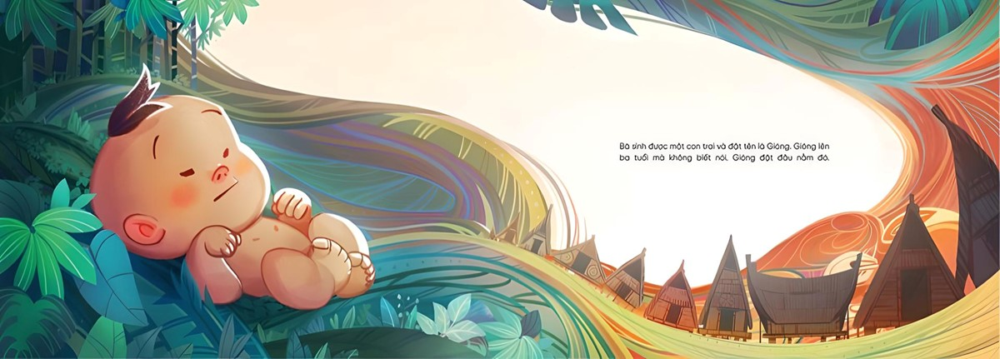 Bà sinh được một con trai và đặt tên là Gióng. Gióng lên
ba tuổi mà không biết nói. Gióng đặt đâu nằm đó.